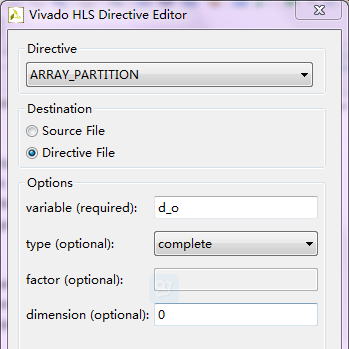 Vivado HLS Directive Editor
Directive
ARRAY_PARTITION
Destination
Source File
Directive File
Options
variable (required): d_o
type (optional): complete
factor (optional):
dimension (optional): 0